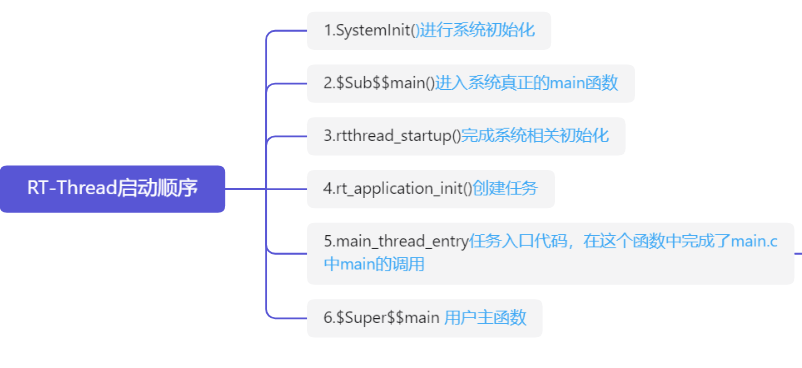 RT-Thread启动顺序
1.SystemInit()进行系统初始化
2.$Sub$$main()进入系统真正的main函数
3.rtthread_startup()完成系统相关初始化
4.rt_application_init()创建任务
5.main_thread_entry任务入口代码，在这个函数中完成了main.c
中main的调用
6.$Super$$main 用户主函数